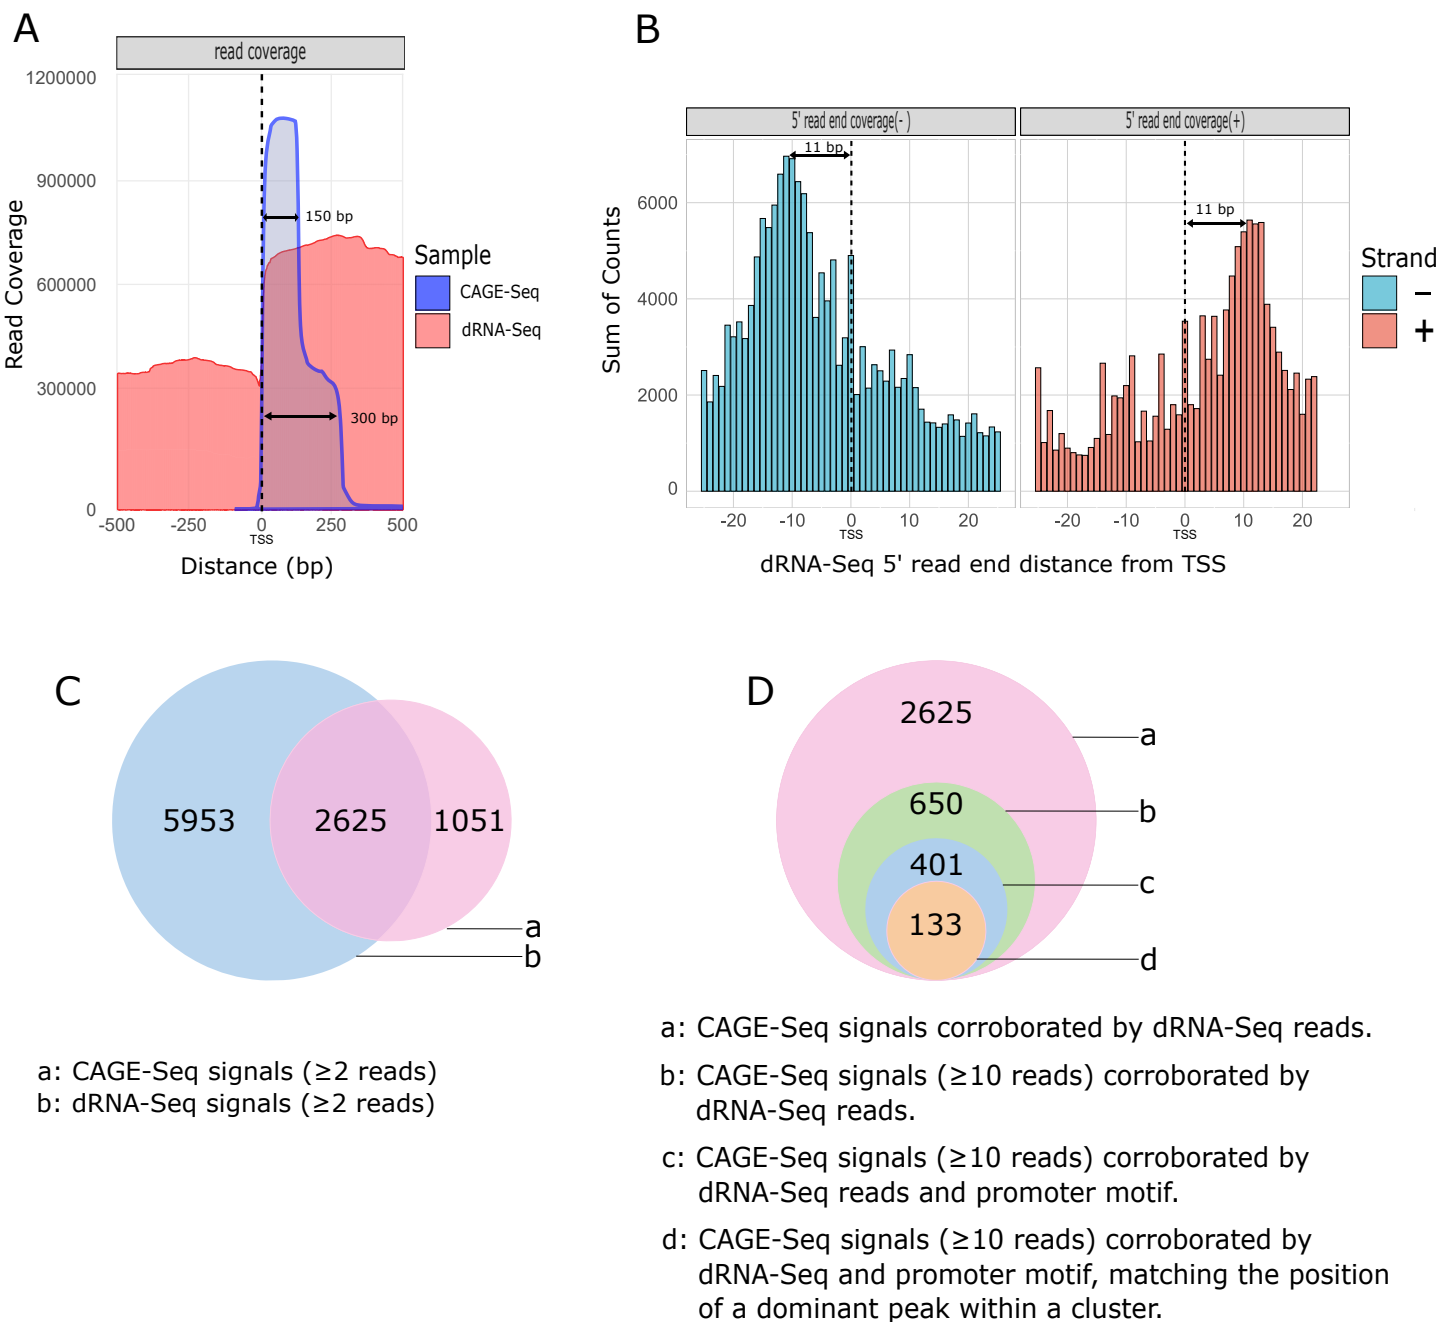 A
read coverage
1200000
900000
600000
300000
0
Read Coverage
150 bp
300 bp
-500
-250
0
250
500
TSS
Distance (bp)
Sample
CAGE-Seq
dRNA-Seq
B
5' read end coverage(- )
5' read end coverage(+)
11 bp
11 bp
6000
4000
2000
0
Sum of Counts
-20
-10
0
10
20
TSS
-20
-10
0
10
20
TSS
dRNA-Seq 5' read end distance from TSS
Strand
−
+
C
5953
2625
1051
a
b
a: CAGE-Seq signals (≥2 reads)
b: dRNA-Seq signals (≥2 reads)
D
2625
650
401
133
a
b
c
d
a: CAGE-Seq signals corroborated by dRNA-Seq reads.
b: CAGE-Seq signals (≥10 reads) corroborated by
dRNA-Seq reads.
c: CAGE-Seq signals (≥10 reads) corroborated by
dRNA-Seq reads and promoter motif.
d: CAGE-Seq signals (≥10 reads) corroborated by
dRNA-Seq and promoter motif, matching the position
of a dominant peak within a cluster.